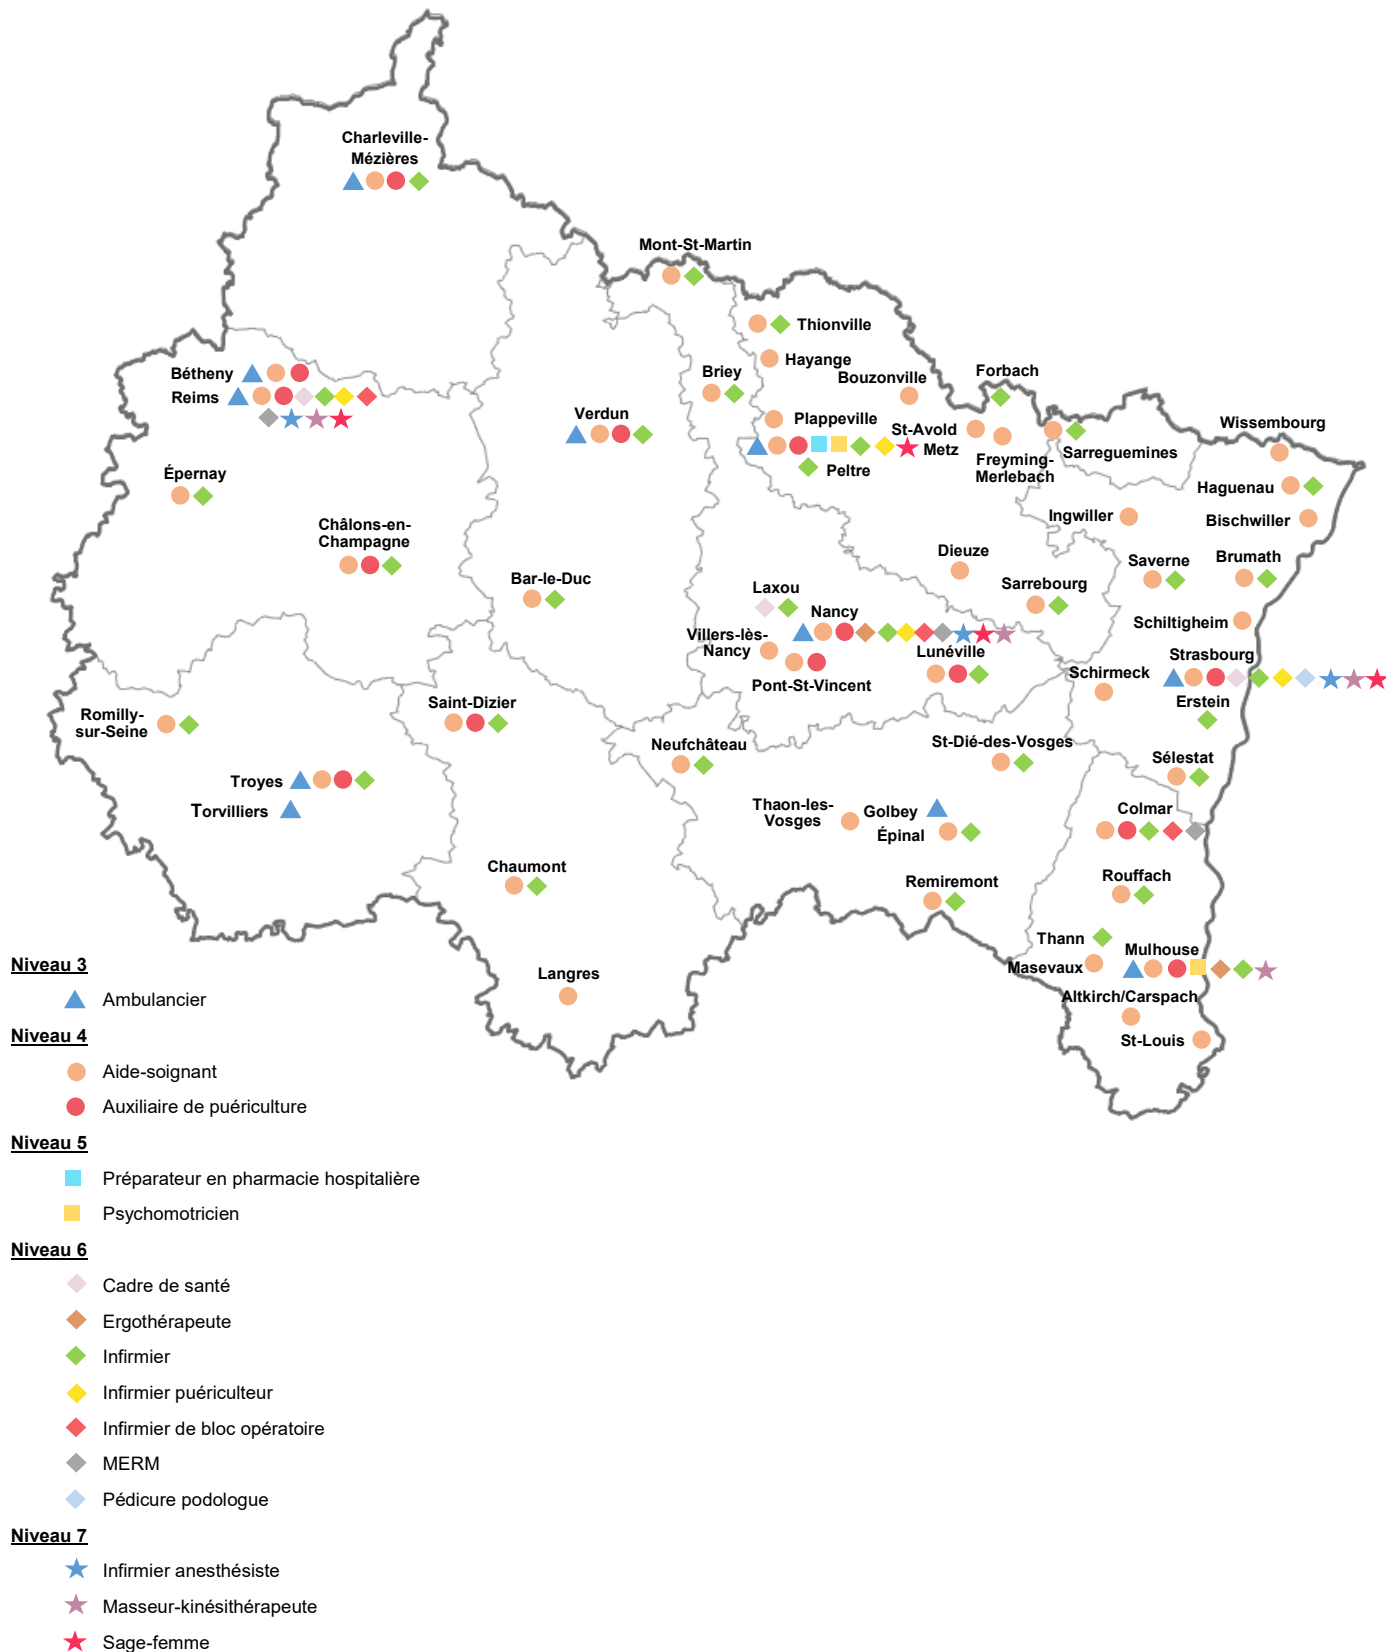 Charleville-
Mézières
Mont-St-Martin
Thionville
Hayange
Briey
Bouzonville
Forbach
Bétheny
Reims
Verdun
Plappeville
St-Avold
Metz
Freyming-
Merlebach
Sarreguemines
Wissembourg
Peltre
Épernay
Haguenau
Ingwiller
Bischwiller
Châlons-en-
Champagne
Dieuze
Saverne
Brumath
Bar-le-Duc
Laxou
Sarrebourg
Nancy
Schiltigheim
Villers-lès-
Nancy
Lunéville
Strasbourg
Pont-St-Vincent
Schirmeck
Erstein
Saint-Dizier
Romilly-
sur-Seine
Neufchâteau
St-Dié-des-Vosges
Sélestat
Troyes
Torvilliers
Thaon-les-
Vosges
Golbey
Épinal
Colmar
Chaumont
Remiremont
Rouffach
Thann
Mulhouse
Masevaux
Langres
Altkirch/Carspach
St-Louis
Niveau 3
Ambulancier
Niveau 4
Aide-soignant
Auxiliaire de puériculture
Niveau 5
Préparateur en pharmacie hospitalière
Psychomotricien
Niveau 6
Cadre de santé
Ergothérapeute
Infirmier
Infirmier puériculteur
Infirmier de bloc opératoire
MERM
Pédicure podologue
Niveau 7
Infirmier anesthésiste
Masseur-kinésithérapeute
Sage-femme